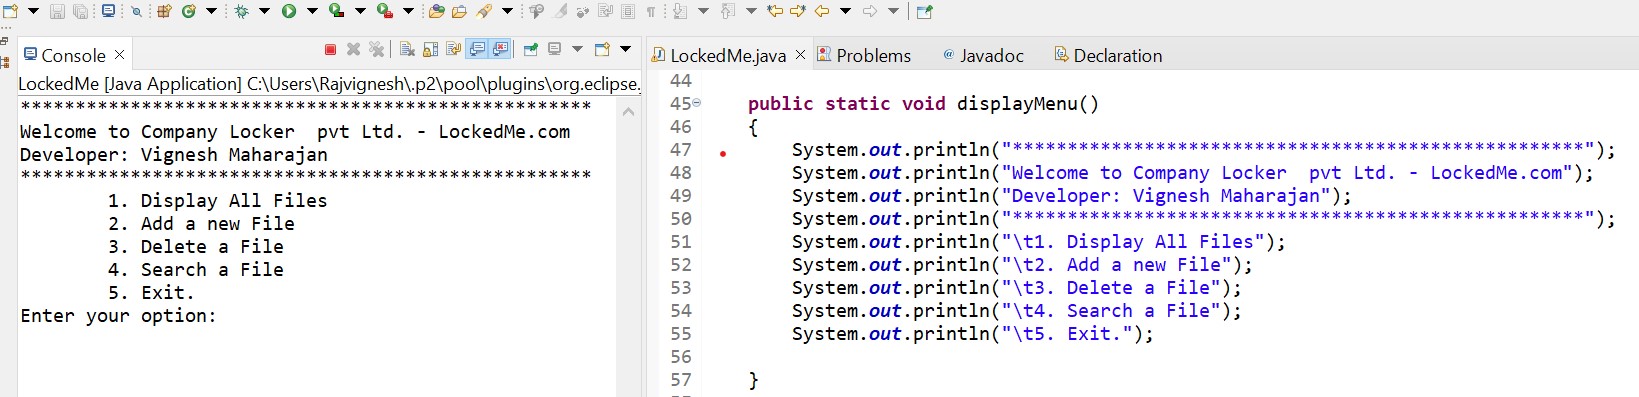 Console
LockedMe [Java Application] C:\Users\Rajvignesh\.p2\pool\plugins\org.eclipse.
****************************************************
Welcome to Company Locker  pvt Ltd. - LockedMe.com
Developer: Vignesh Maharajan
****************************************************
	1. Display All Files
	2. Add a new File
	3. Delete a File
	4. Search a File
	5. Exit.
Enter your option:
LockedMe.java Problems @ Javadoc Declaration
44
45 public static void displayMenu()
46 {
47     System.out.println("****************************************************");
48     System.out.println("Welcome to Company Locker  pvt Ltd. - LockedMe.com");
49     System.out.println("Developer: Vignesh Maharajan");
50     System.out.println("****************************************************");
51     System.out.println("\t1. Display All Files");
52     System.out.println("\t2. Add a new File");
53     System.out.println("\t3. Delete a File");
54     System.out.println("\t4. Search a File");
55     System.out.println("\t5. Exit.");
56
57 }